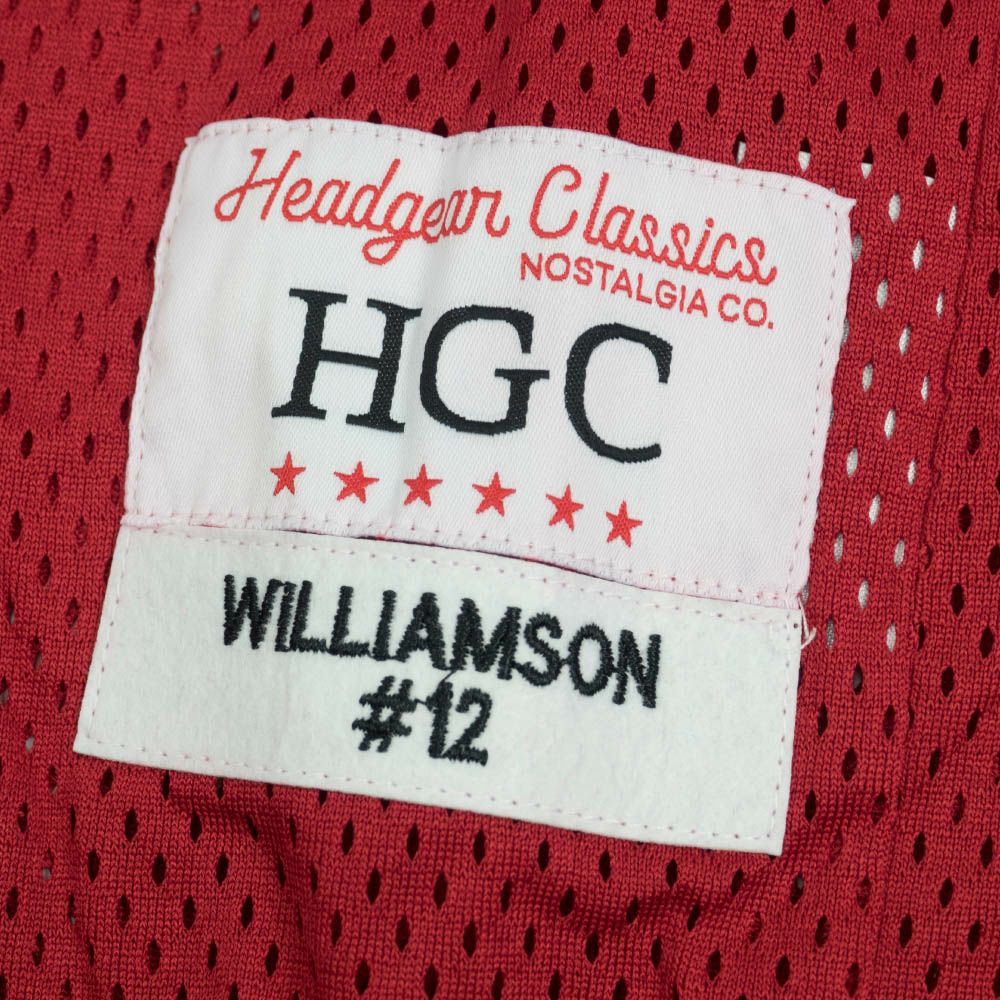 Headgear Classics
NOSTALGIA CO.
HGC
WILLIAMSON
#12